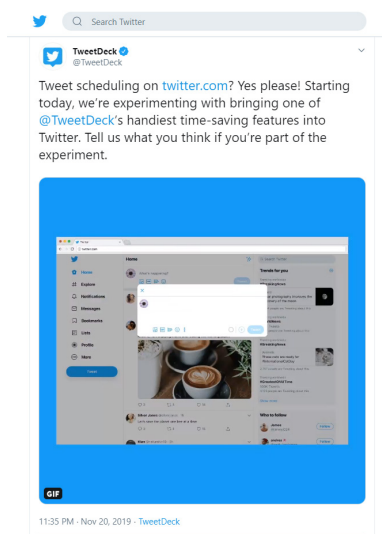 Search Twitter
TweetDeck
@TweetDeck
Tweet scheduling on twitter.com? Yes please! Starting
today, we're experimenting with bringing one of
@TweetDeck's handiest time-saving features into
Twitter. Tell us what you think if you're part of the
experiment.
Home
Home
Explore
Notifications
Messages
Bookmarks
Lists
Profile
More
Tweet
Trends for you
Who to follow
GIF
11:35 PM · Nov 20, 2019 · TweetDeck